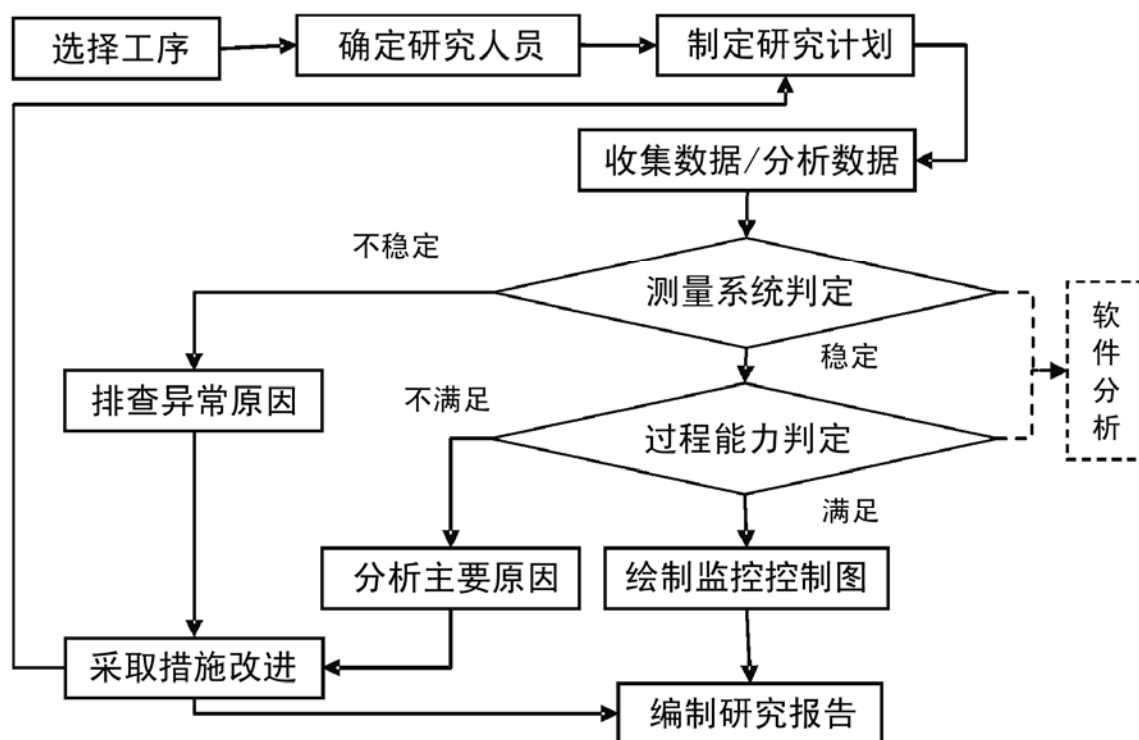 选择工序
确定研究人员
制定研究计划
收集数据/分析数据
不稳定
测量系统判定
软件分析
稳定
排查异常原因
不满足
过程能力判定
满足
分析主要原因
绘制监控控制图
采取措施改进
编制研究报告